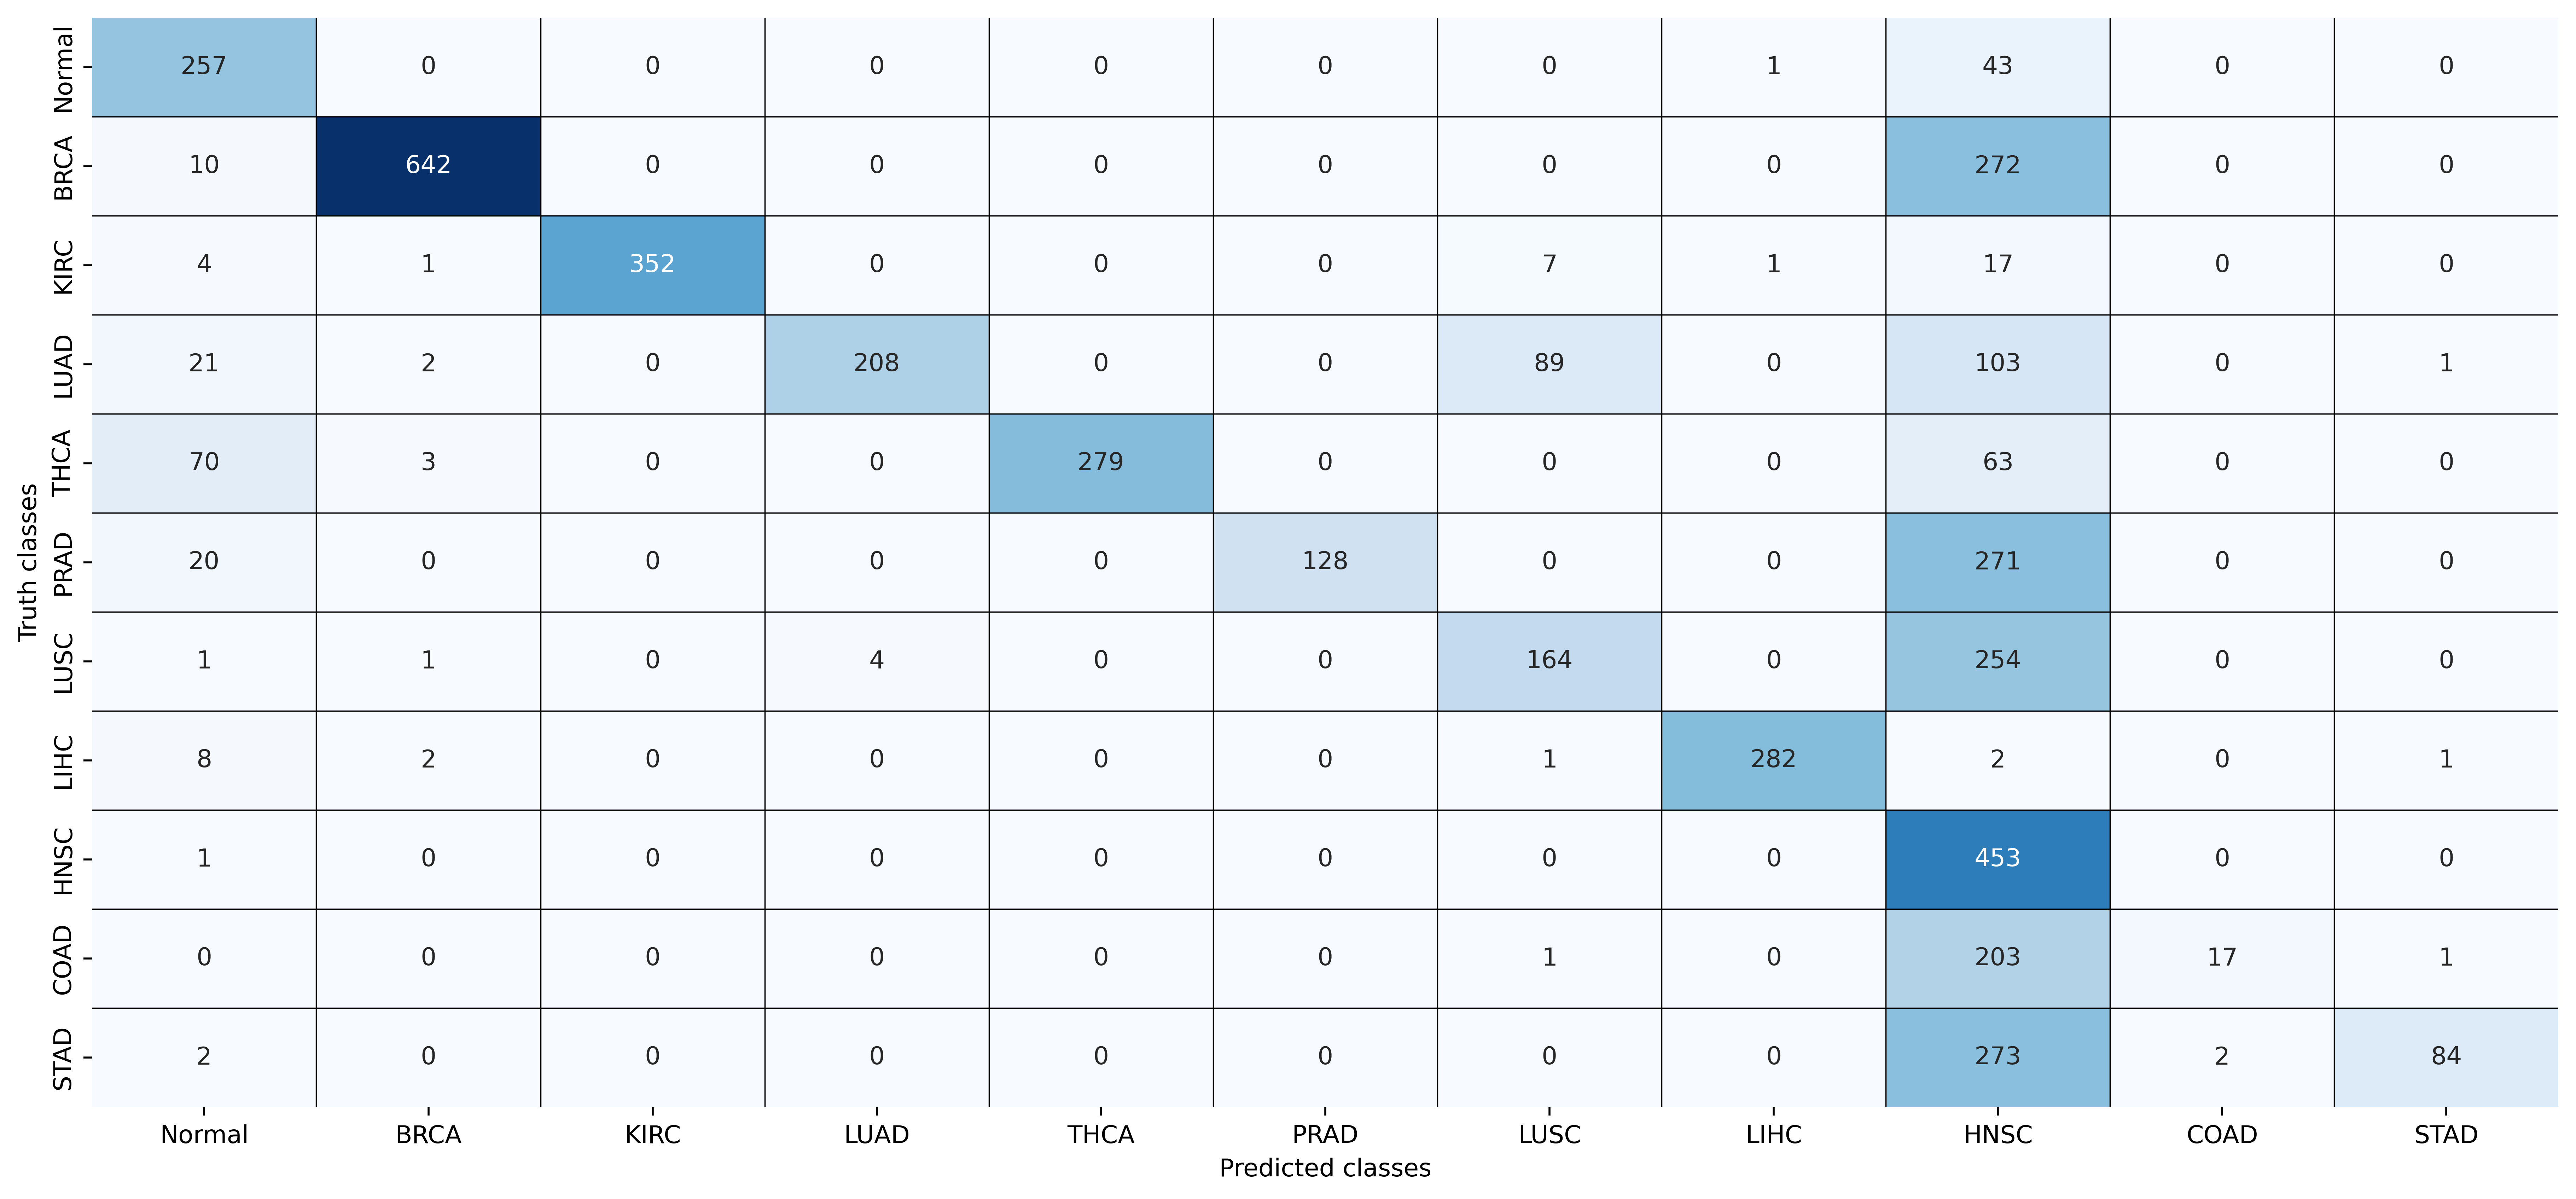 Truth classes
Normal 257 0 0 0 0 0 0 1 43 0 0
BRCA 10 642 0 0 0 0 0 0 272 0 0
KIRC 4 1 352 0 0 0 7 1 17 0 0
LUAD 21 2 0 208 0 0 89 0 103 0 1
THCA 70 3 0 0 279 0 0 0 63 0 0
PRAD 20 0 0 0 0 128 0 0 271 0 0
LUSC 1 1 0 4 0 0 164 0 254 0 0
LIHC 8 2 0 0 0 0 1 282 2 0 1
HNSC 1 0 0 0 0 0 0 0 453 0 0
COAD 0 0 0 0 0 0 1 0 203 17 1
STAD 2 0 0 0 0 0 0 0 273 2 84
Normal BRCA KIRC LUAD THCA PRAD LUSC LIHC HNSC COAD STAD
Predicted classes